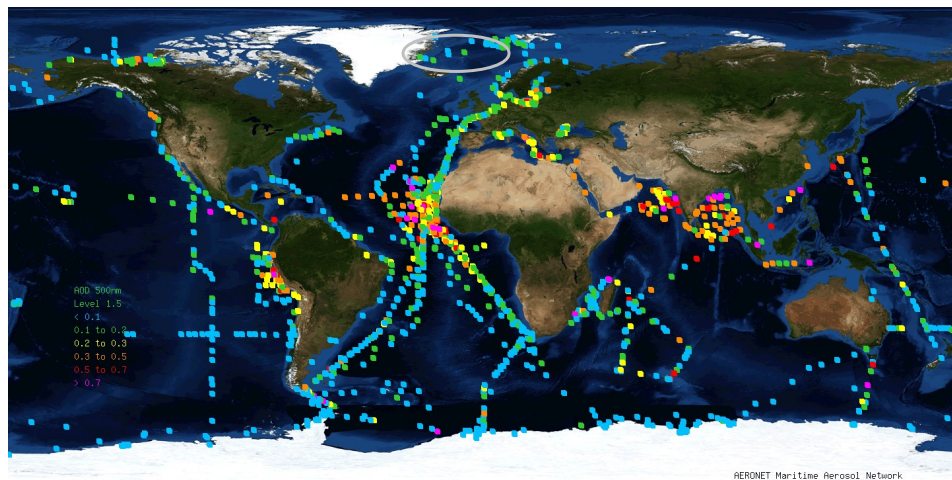 AOD 500nm
Level 1.5
< 0.1
0.1 to 0.2
0.2 to 0.3
0.3 to 0.5
0.5 to 0.7
> 0.7
AERONET Maritime Aerosol Network